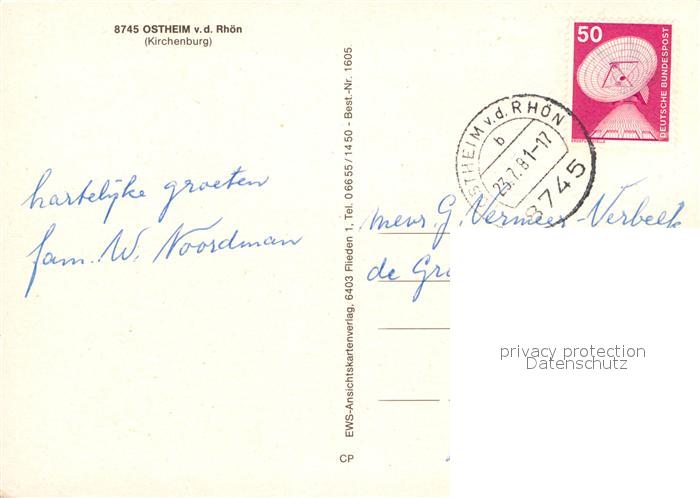 8745 OSTHEIM v. d. Rhön
(Kirchenburg)
hartelijke groeten
fam. W. Noordman
EWS-Ansichtskartenverlag, 6403 Flieden 1, Tel. 06655/1450 - Best.-Nr. 1605
CP
50
DEUTSCHE BUNDESPOST
OSTHEIM v.d. RHÖN
b
23.7.81-17
8745
mevr. G. Vermeer-Verbeek
de Gr
privacy protection
Datenschutz